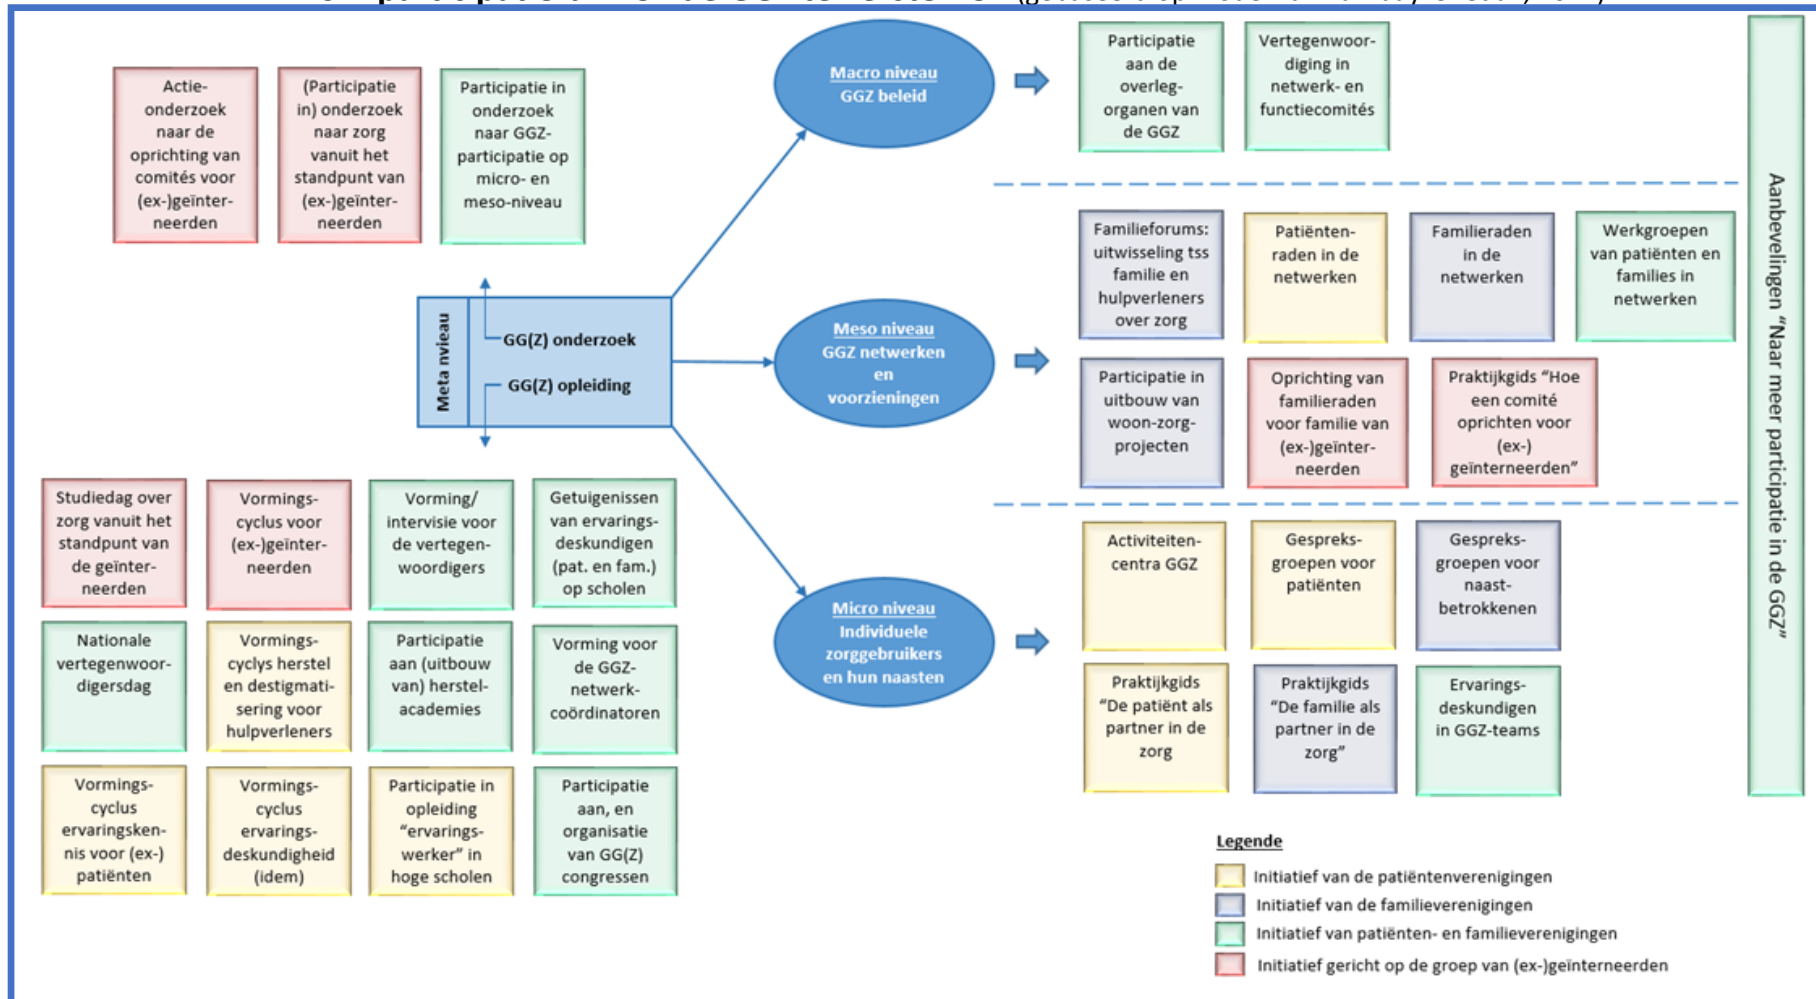 Actie-
onderzoek
naar de
oprichting van
comités voor
(ex-)geïnter-
neerden
(Participatie
in) onderzoek
naar zorg
vanuit het
standpunt van
(ex-)geïnter-
neerden
Participatie in
onderzoek
naar GGZ-
participatie op
micro- en
meso-niveau
Meta nvieau
GG(Z) onderzoek
GG(Z) opleiding
Studiedag over
zorg vanuit het
standpunt van
de geïnter-
neerden
Vormings-
cyclus voor
(ex-)geïnter-
neerden
Vorming/
intervisie voor
de vertegen-
woordigers
Getuigenissen
van ervarings-
deskundigen
(pat. en fam.)
op scholen
Nationale
vertegenwoor-
digersdag
Vormings-
cyclys herstel
en destigmati-
sering voor
hulpverleners
Participatie
aan (uitbouw
van) herstel-
academies
Vorming voor
de GGZ-
netwerk-
coördinatoren
Vormings-
cyclus
ervaringsken-
nis voor (ex-)
patiënten
Vormings-
cyclus
ervarings-
deskundigheid
(idem)
Participatie in
opleiding
“ervarings-
werker” in
hoge scholen
Participatie
aan, en
organisatie
van GG(Z)
congressen
Macro niveau
GGZ beleid
Participatie
aan de
overleg-
organen van
de GGZ
Vertegenwoor-
diging in
netwerk- en
functiecomités
Meso niveau
GGZ netwerken
en
voorzieningen
Familieforums:
uitwisseling tss
familie en
hulpverleners
over zorg
Patiënten-
raden in de
netwerken
Familieraden
in de
netwerken
Werkgroepen
van patiënten en
families in
netwerken
Participatie in
uitbouw van
woon-zorg-
projecten
Oprichting van
familieraden
voor familie van
(ex-)geïnter-
neerden
Praktijkgids “Hoe
een comité
oprichten voor
(ex-)
geïnterneerden”
Micro niveau
Individuele
zorggebruikers
en hun naasten
Activiteiten-
centra GGZ
Gespreks-
groepen voor
patiënten
Gespreks-
groepen voor
naast-
betrokkenen
Praktijkgids
“De patiënt als
partner in de
zorg
Praktijkgids
“De familie als
partner in de
zorg”
Ervarings-
deskundigen
in GGZ-teams
Aanbevelingen “Naar meer participatie in de GGZ”
Legende
Initiatief van de patiëntenverenigingen
Initiatief van de familieverenigingen
Initiatief van patiënten- en familieverenigingen
Initiatief gericht op de groep van (ex-)geïnterneerden